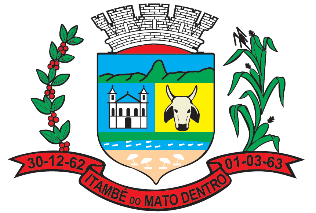 30-12-62
ITAMBÉ DO MATO DENTRO
01-03-63